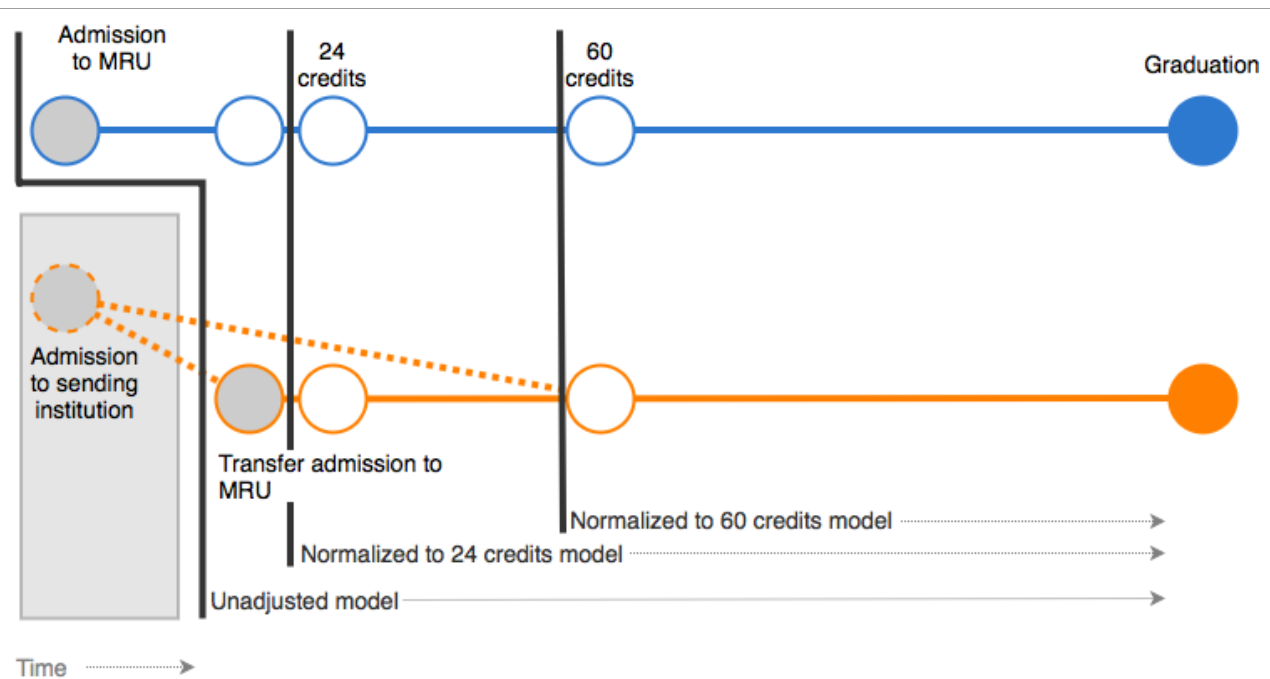 Admission
to MRU
24
credits
60
credits
Graduation
Admission
to sending
institution
Transfer admission to
MRU
Normalized to 60 credits model
Normalized to 24 credits model
Unadjusted model
Time